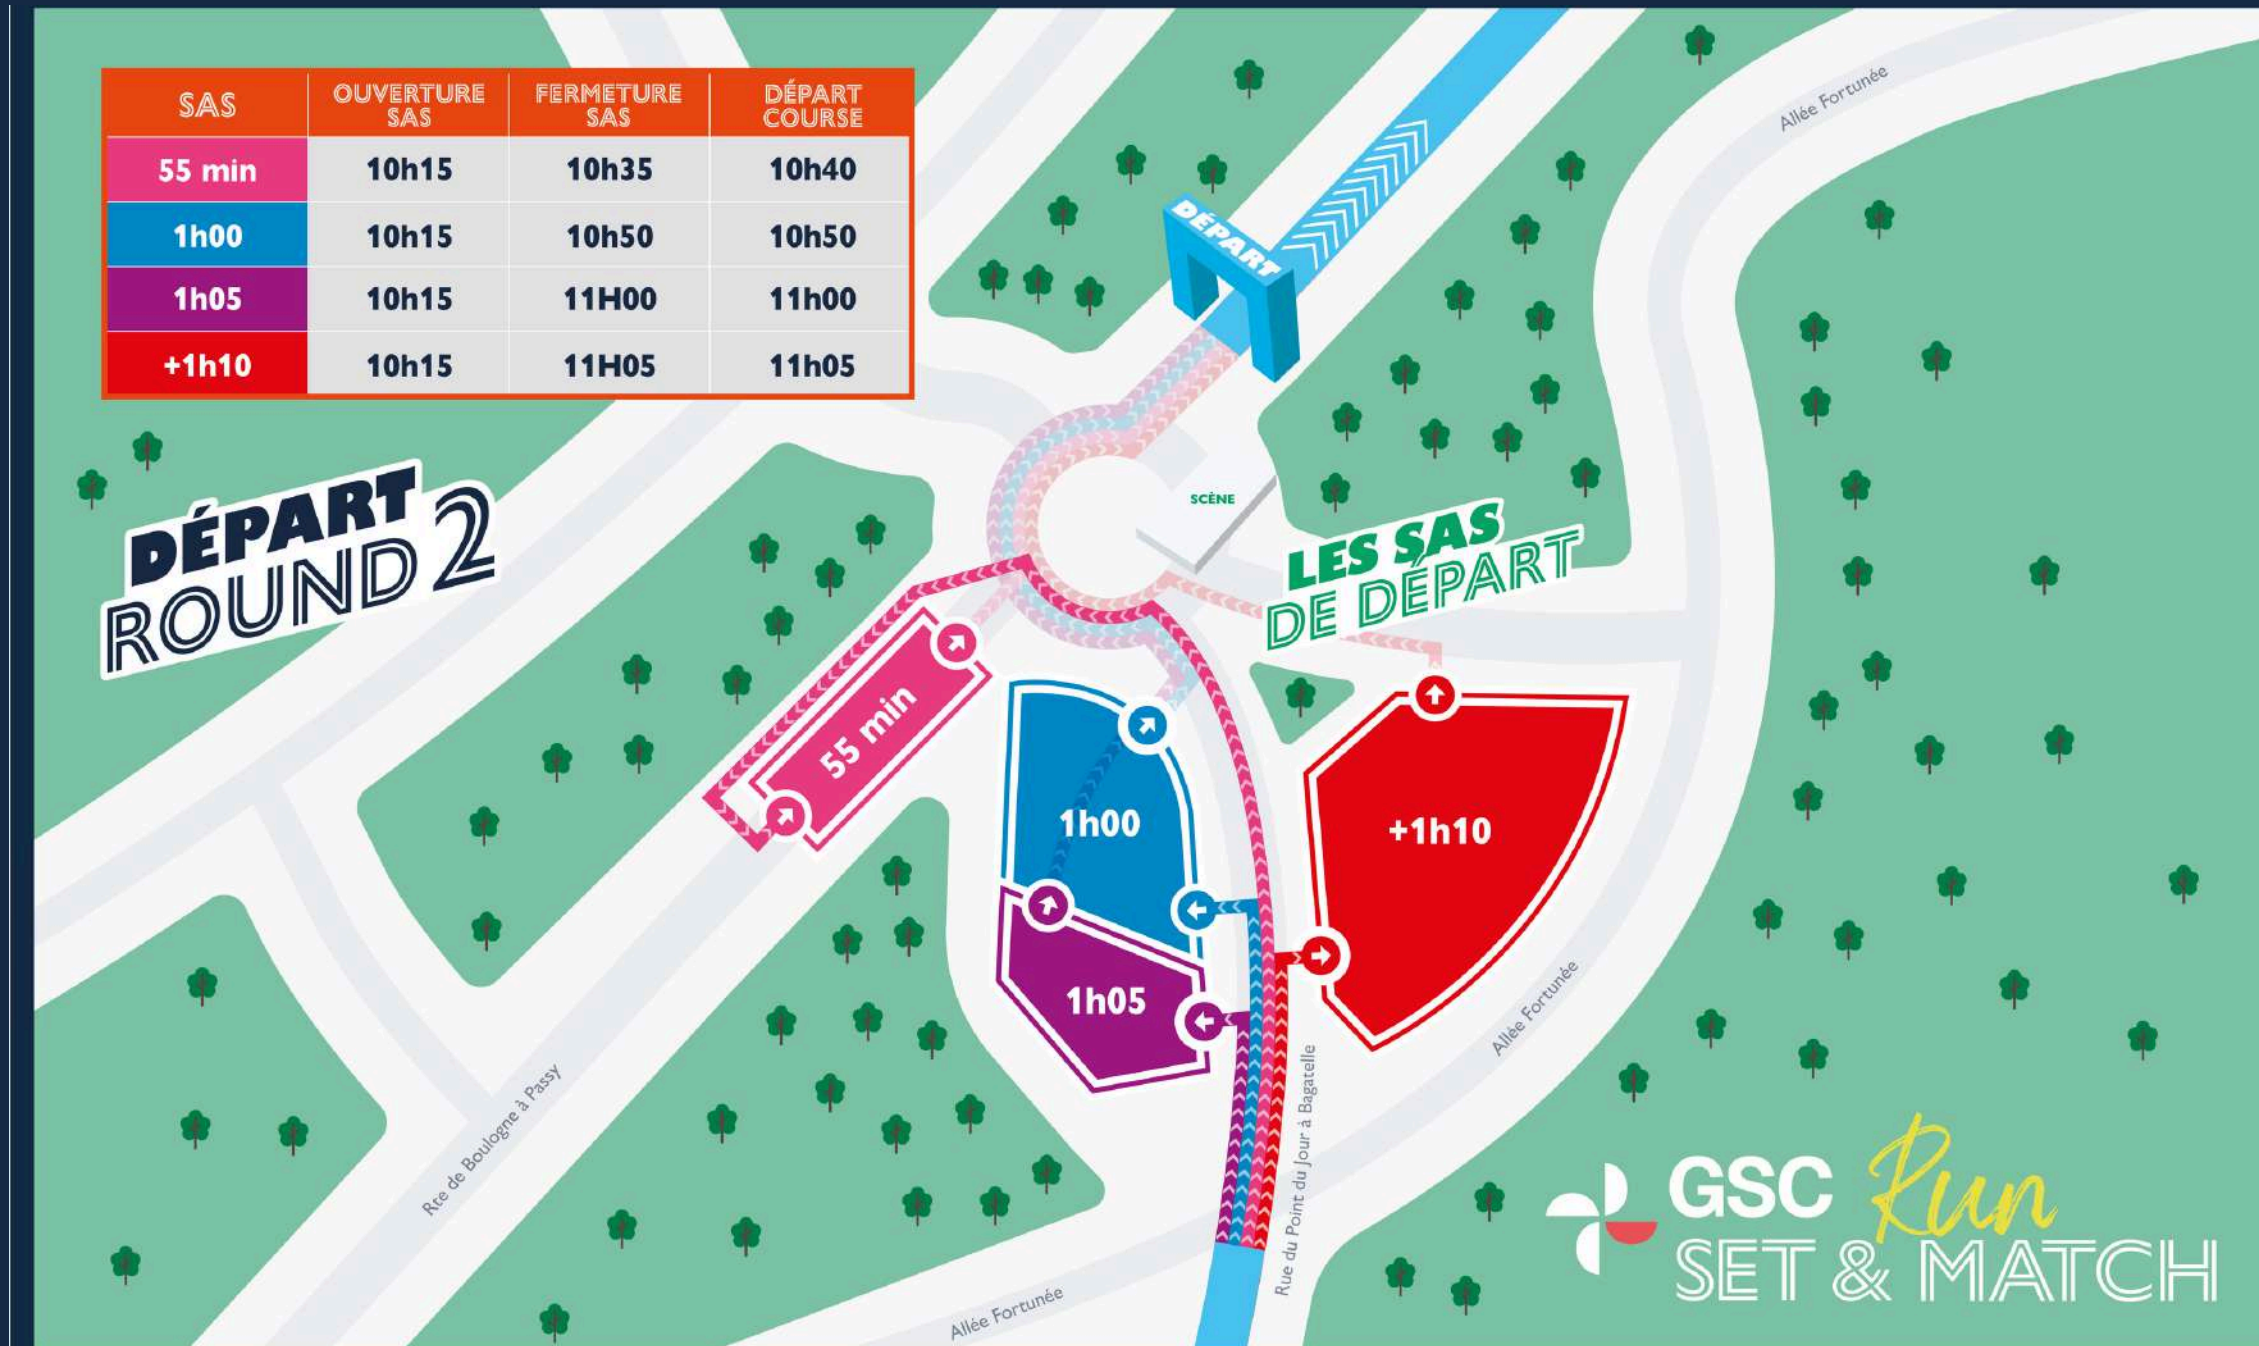 SAS OUVERTURE SAS FERMETURE SAS DÉPART COURSE
55 min 10h15 10h35 10h40
1h00 10h15 10h50 10h50
1h05 10h15 11H00 11h00
+1h10 10h15 11H05 11h05
Allée Fortunée
DÉPART
DÉPART
ROUND 2
SCÈNE
LES SAS
DE DÉPART
55 min
1h00
+1h10
1h05
Allée Fortunée
Rte de Boulogne à Passy
Rue du Point du Jour à Bagatelle
Allée Fortunée
GSC Run
SET & MATCH